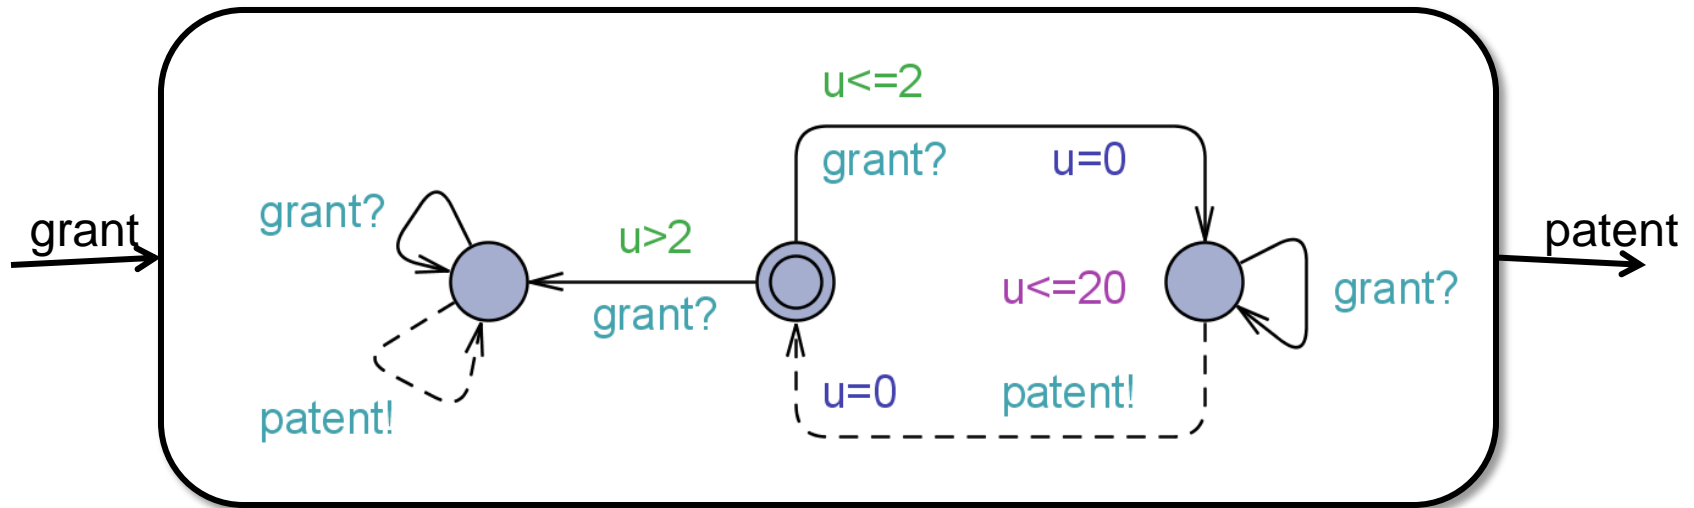 u<=2
grant?
u=0
grant?
grant
u>2
patent
u<=20
grant?
grant?
u=0
patent!
patent!